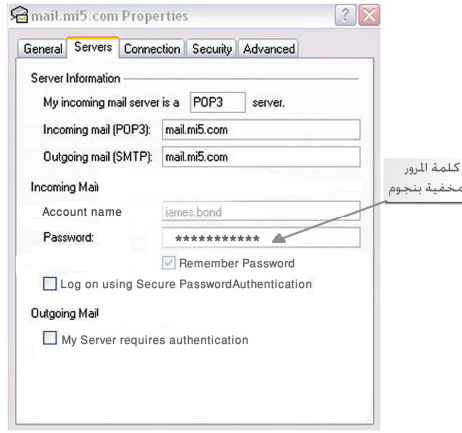 mail.mi5.com Properties
General Servers Connection Security Advanced
Server Information
My incoming mail server is a POP3 server.
Incoming mail (POP3): mail.mi5.com
Outgoing mail (SMTP): mail.mi5.com
كلمة المرور
مخفية بنجوم
Incoming Mail
Account name james.bond
Password: ***********
Remember Password
Log on using Secure PasswordAuthentication
Outgoing Mail
My Server requires authentication